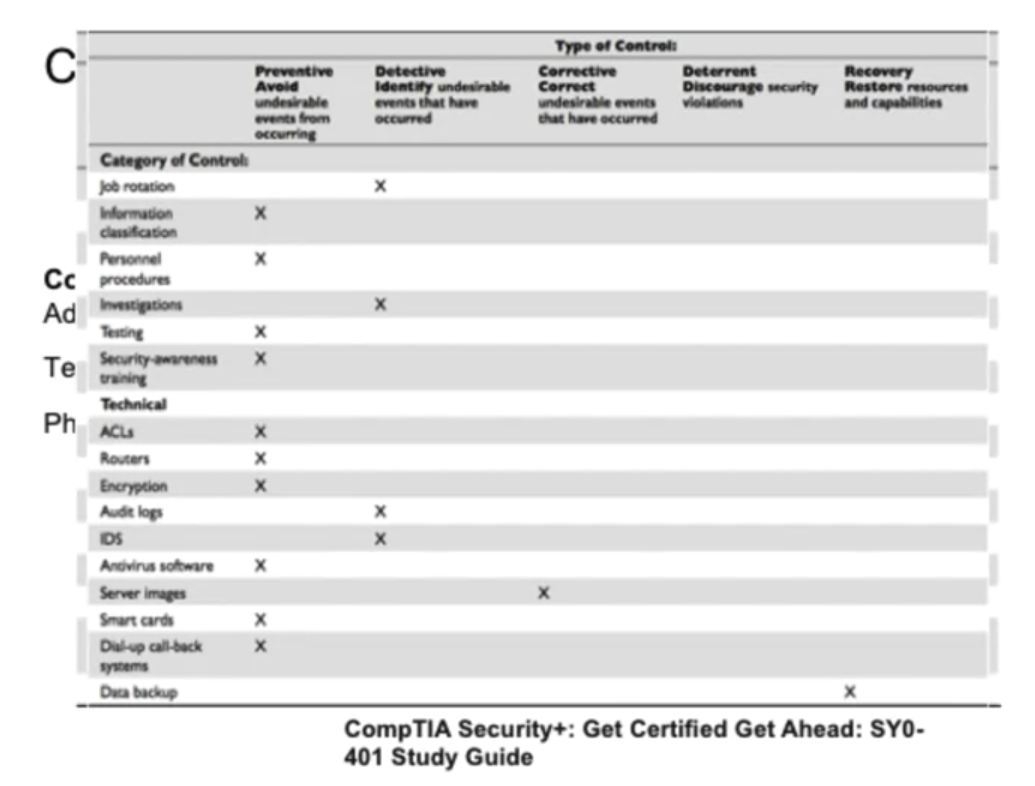 C
Type of Control:
Preventive Detective Corrective Deterrent Recovery
Avoid Identify undesirable Correct Discourage security Restore resources
undesirable events that have undesirable events violations and capabilities
events from occurred that have occurred
occurring
Category of Control:
Job rotation X
Information X
classification
Personnel X
procedures
Co
Investigations X
Ad
Testing X
Security-awareness X
training
Te
Technical
Ph
ACLs X
Routers X
Encryption X
Audit logs X
IDS X
Antivirus software X
Server images X
Smart cards X
Dial-up call-back X
systems
Data backup X
CompTIA Security+: Get Certified Get Ahead: SY0-
401 Study Guide